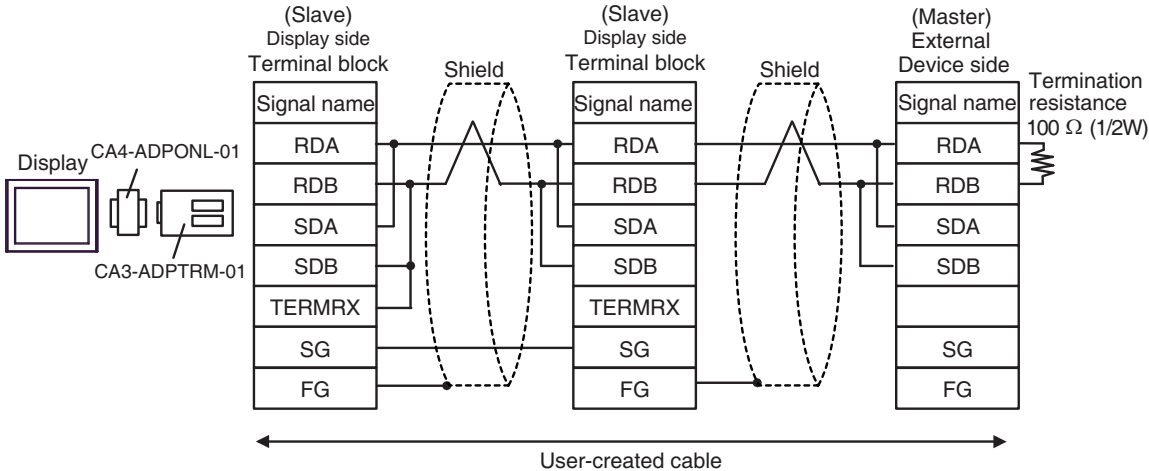 (Slave)
Display side
Terminal block
(Slave)
Display side
Terminal block
(Master)
External
Device side
Shield
Shield
Termination
resistance
100 Ω (1/2W)
Display
CA4-ADPONL-01
CA3-ADPTRM-01
Signal name
RDA
RDB
SDA
SDB
TERMRX
SG
FG
Signal name
RDA
RDB
SDA
SDB
TERMRX
SG
FG
Signal name
RDA
RDB
SDA
SDB
SG
FG
User-created cable